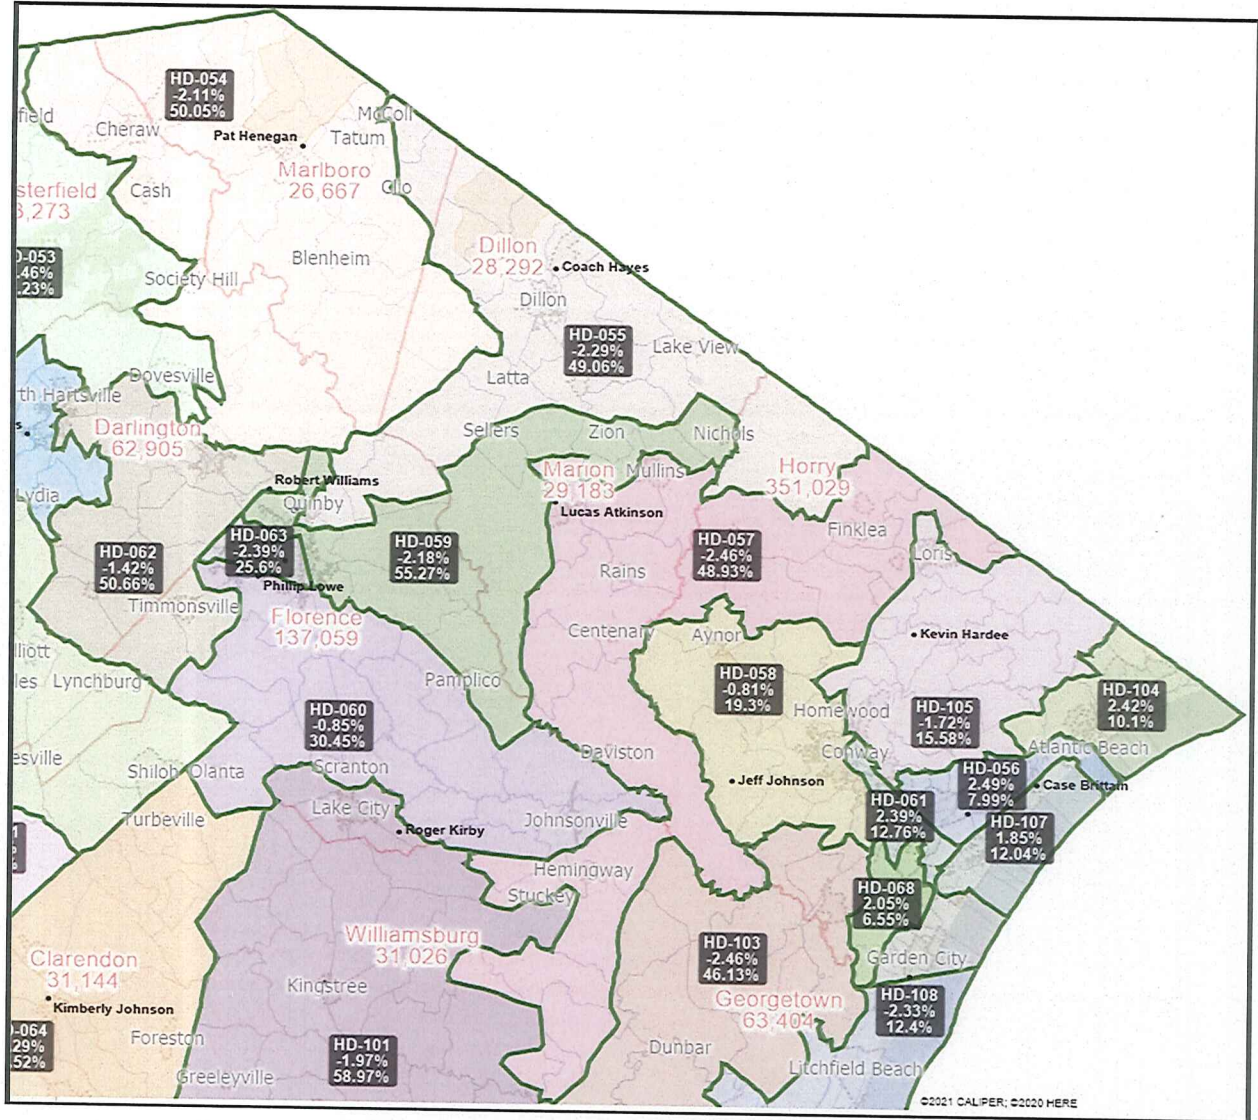 HD-054
-2.11%
50.05%
McColl
field
Cheraw
Pat Henegan
Tatum
Marlboro
26,667
sterfield
3,273
Cash
Clio
Dillon
28,292
Coach Hayes
Blenheim
D-053
.46%
.23%
Society Hill
Dillon
HD-055
-2.29%
49.06%
Lake View
Dovesville
Latta
rth Hartsville
Darlington
62,905
s
Sellers
Zion
Nichols
Marion
29,183
Mullins
Horry
351,029
Robert Williams
Lydia
Quinby
Lucas Atkinson
Finklea
HD-063
-2.39%
25.6%
HD-059
-2.18%
55.27%
HD-057
-2.46%
48.93%
HD-062
-1.42%
50.66%
Loris
Rains
Phillip Lowe
Timmonsville
Florence
137,059
Centenary
Aynor
Kevin Hardee
lliott
les
Lynchburg
Pamplico
HD-058
-0.81%
19.3%
HD-104
2.42%
10.1%
HD-060
-0.85%
30.45%
Homewood
HD-105
-1.72%
15.58%
esville
Shiloh
Olanta
Scranton
Daviston
Conway
Atlantic Beach
Jeff Johnson
HD-056
2.49%
7.99%
Case Brittain
Turbeville
Lake City
Roger Kirby
Johnsonville
HD-061
2.39%
12.76%
HD-107
1.85%
12.04%
Hemingway
Stuckey
HD-068
2.05%
6.55%
Williamsburg
31,026
HD-103
-2.46%
46.13%
Garden City
Clarendon
31,144
Kingstree
Georgetown
63,404
HD-108
-2.33%
12.4%
Kimberly Johnson
-064
29%
.52%
Foreston
HD-101
-1.97%
58.97%
Dunbar
Greeleyville
Litchfield Beach
©2021 CALIPER; ©2020 HERE